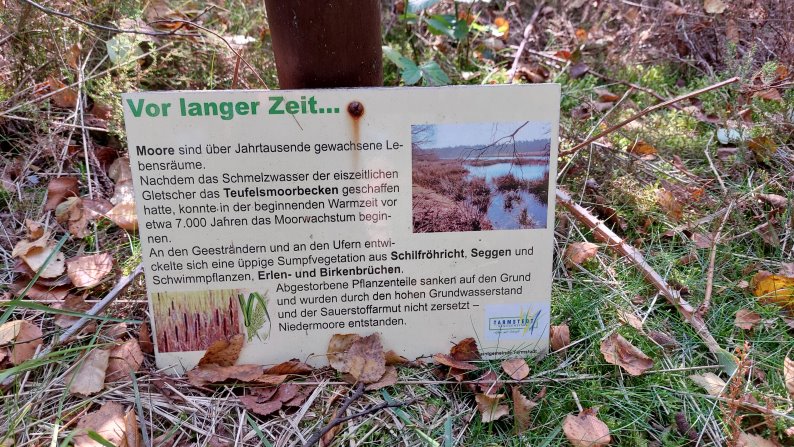 Vor langer Zeit...
Moore sind über Jahrtausende gewachsene Le-
bensräume.
Nachdem das Schmelzwasser der eiszeitlichen
Gletscher das Teufelsmoorbecken geschaffen
hatte, konnte in der beginnenden Warmzeit vor
etwa 7.000 Jahren das Moorwachstum begin-
nen.
An den Geesträndern und an den Ufern entwi-
ckelte sich eine üppige Sumpfvegetation aus Schilfröhricht, Seggen und
Schwimmpflanzen, Erlen- und Birkenbrüchen.
Abgestorbene Pflanzenteile sanken auf den Grund
und wurden durch den hohen Grundwasserstand
und der Sauerstoffarmut nicht zersetzt –
Niedermoore entstanden.
TARMSTEDT